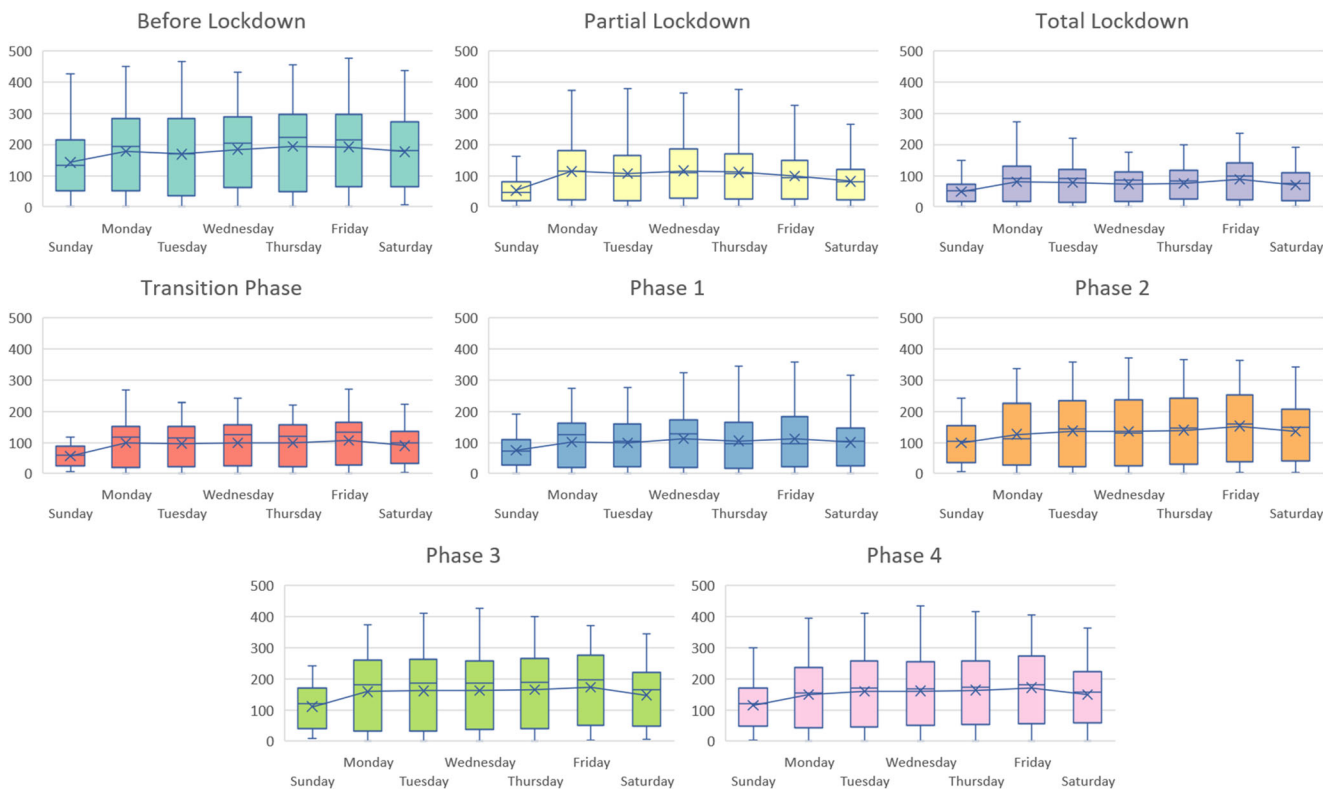 Before Lockdown
500
400
300
200
100
0
Monday Wednesday Friday
Sunday Tuesday Thursday Saturday
Partial Lockdown
500
400
300
200
100
0
Monday Wednesday Friday
Sunday Tuesday Thursday Saturday
Total Lockdown
500
400
300
200
100
0
Monday Wednesday Friday
Sunday Tuesday Thursday Saturday
Transition Phase
500
400
300
200
100
0
Monday Wednesday Friday
Sunday Tuesday Thursday Saturday
Phase 1
500
400
300
200
100
0
Monday Wednesday Friday
Sunday Tuesday Thursday Saturday
Phase 2
500
400
300
200
100
0
Monday Wednesday Friday
Sunday Tuesday Thursday Saturday
Phase 3
500
400
300
200
100
0
Monday Wednesday Friday
Sunday Tuesday Thursday Saturday
Phase 4
500
400
300
200
100
0
Monday Wednesday Friday
Sunday Tuesday Thursday Saturday